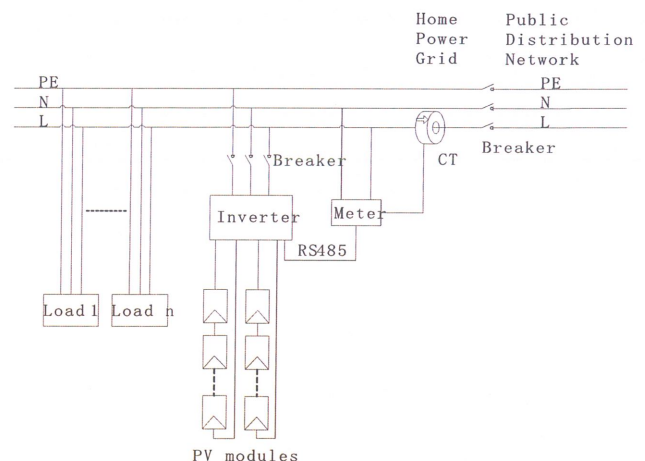 Home Public
Power Distribution
Grid Network
PE PE
N N
L L
CT Breaker
Breaker
Inverter Meter
RS485
Load 1 Load n
PV modules